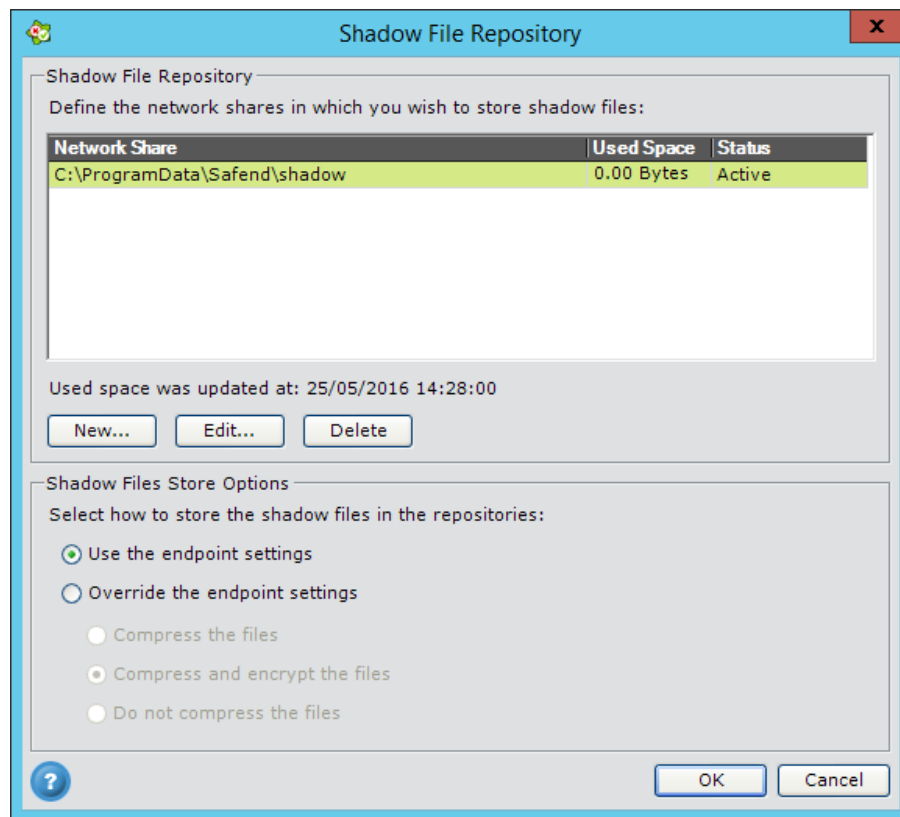 Shadow File Repository
x
Shadow File Repository
Define the network shares in which you wish to store shadow files:
Network Share Used Space Status
C:\ProgramData\Safend\shadow 0.00 Bytes Active
Used space was updated at: 25/05/2016 14:28:00
New... Edit... Delete
Shadow Files Store Options
Select how to store the shadow files in the repositories:
Use the endpoint settings
Override the endpoint settings
Compress the files
Compress and encrypt the files
Do not compress the files
? OK Cancel